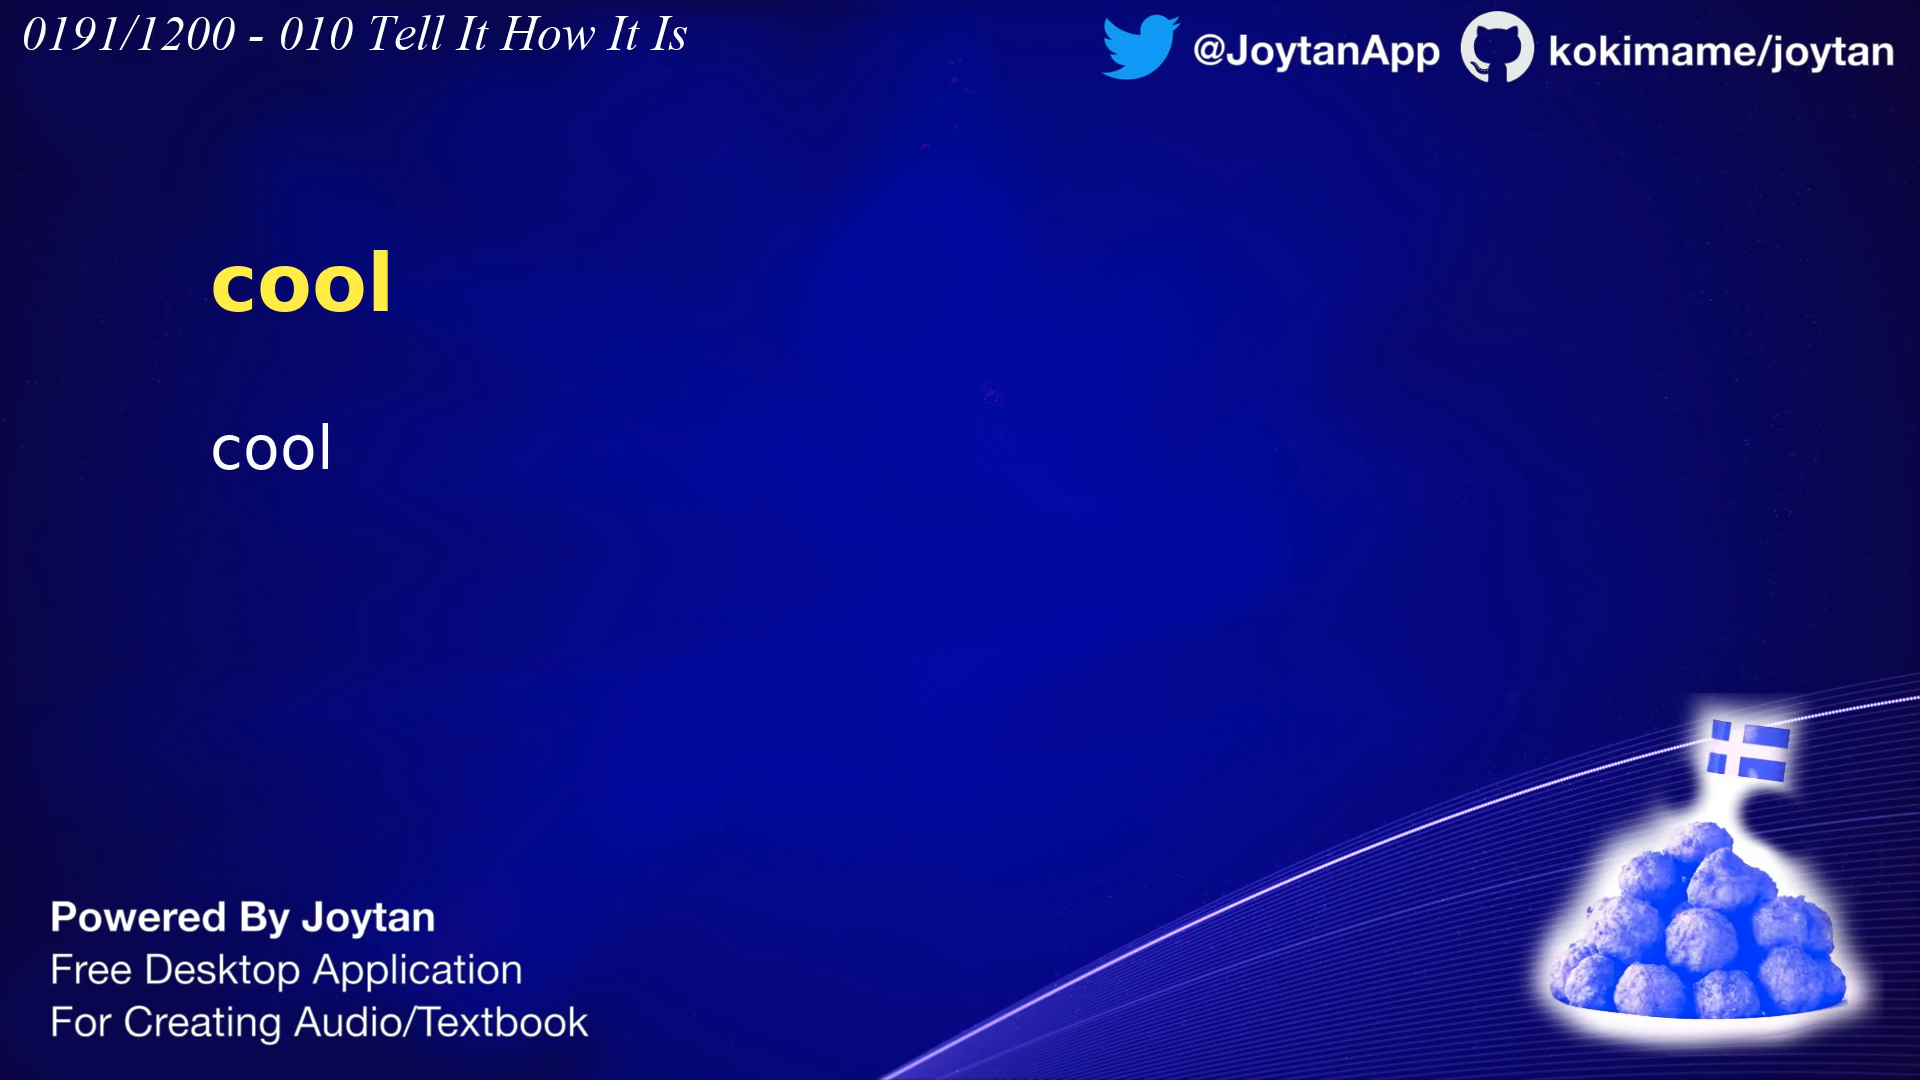 0191/1200 - 010 Tell It How It Is
@JoytanApp
kokimame/joytan
cool
cool
Powered By Joytan
Free Desktop Application
For Creating Audio/Textbook